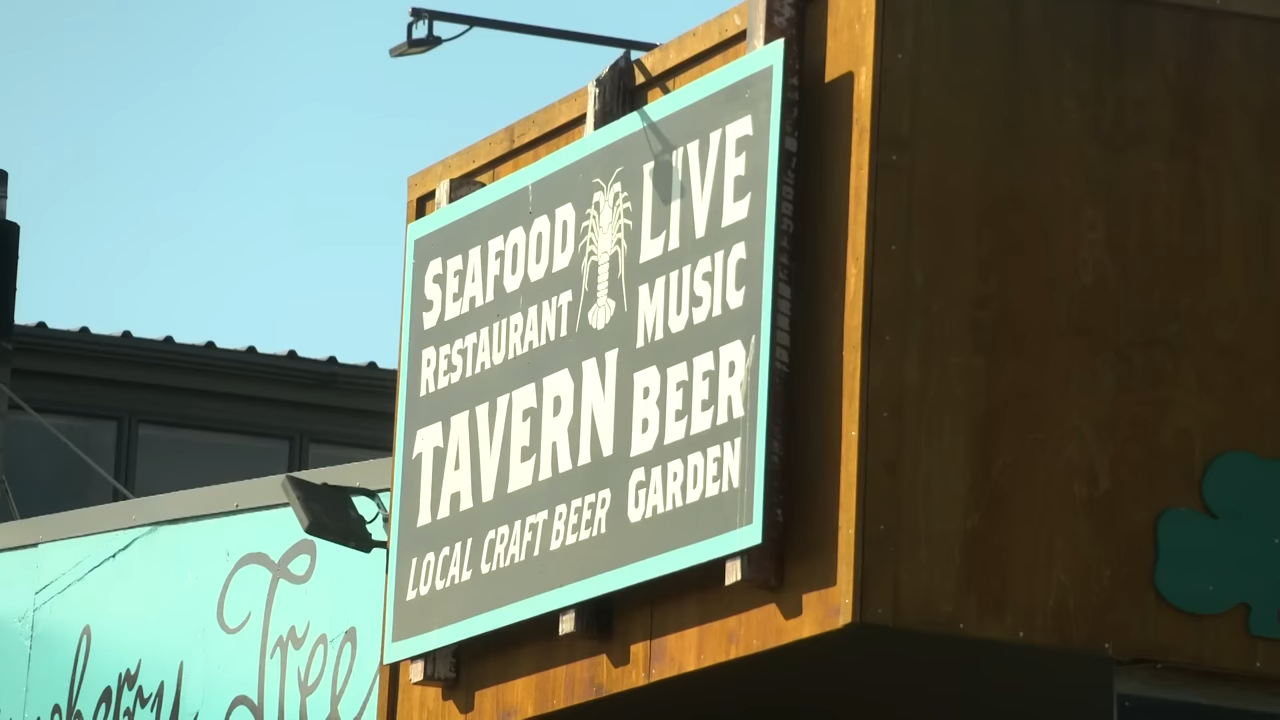 SEAFOOD
RESTAURANT
TAVERN
LOCAL CRAFT BEER
LIVE
MUSIC
BEER
GARDEN
Tree